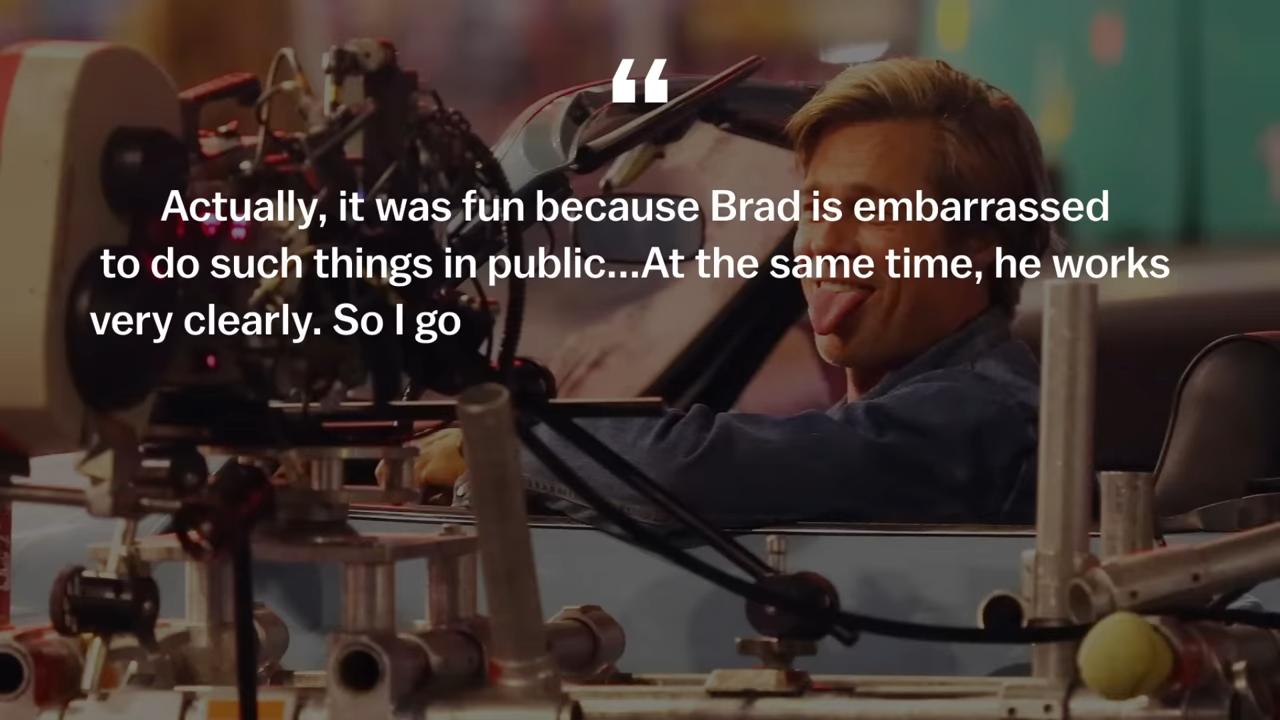 “
Actually, it was fun because Brad is embarrassed
to do such things in public...At the same time, he works
very clearly. So I go